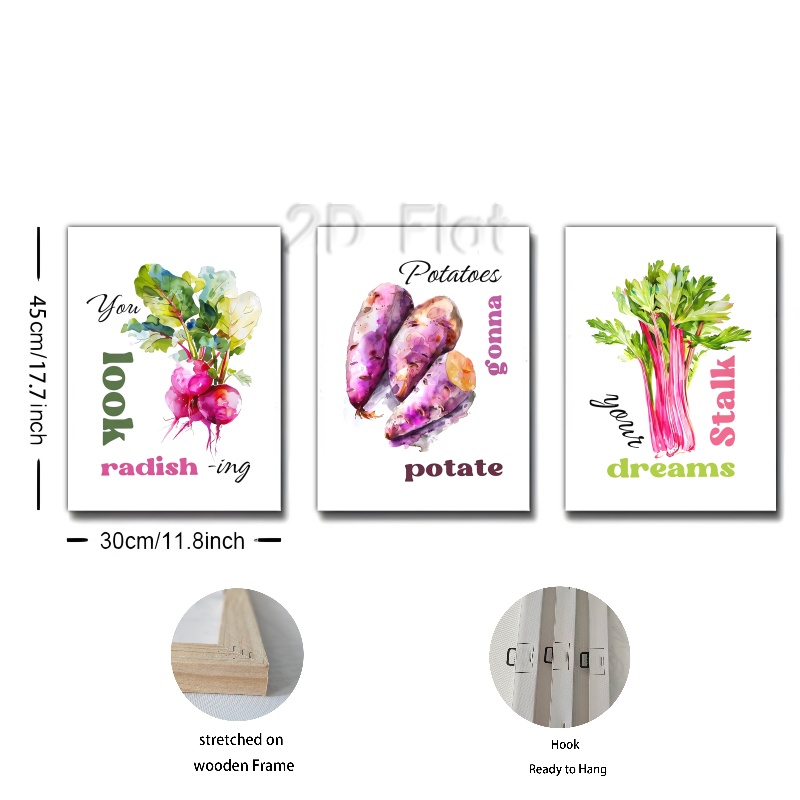 2D Flat
45cm/17.7inch
You
look
radish -ing
Potatoes
gonna
potate
Stalk
your
dreams
30cm/11.8inch
stretched on
wooden Frame
Hook
Ready to Hang